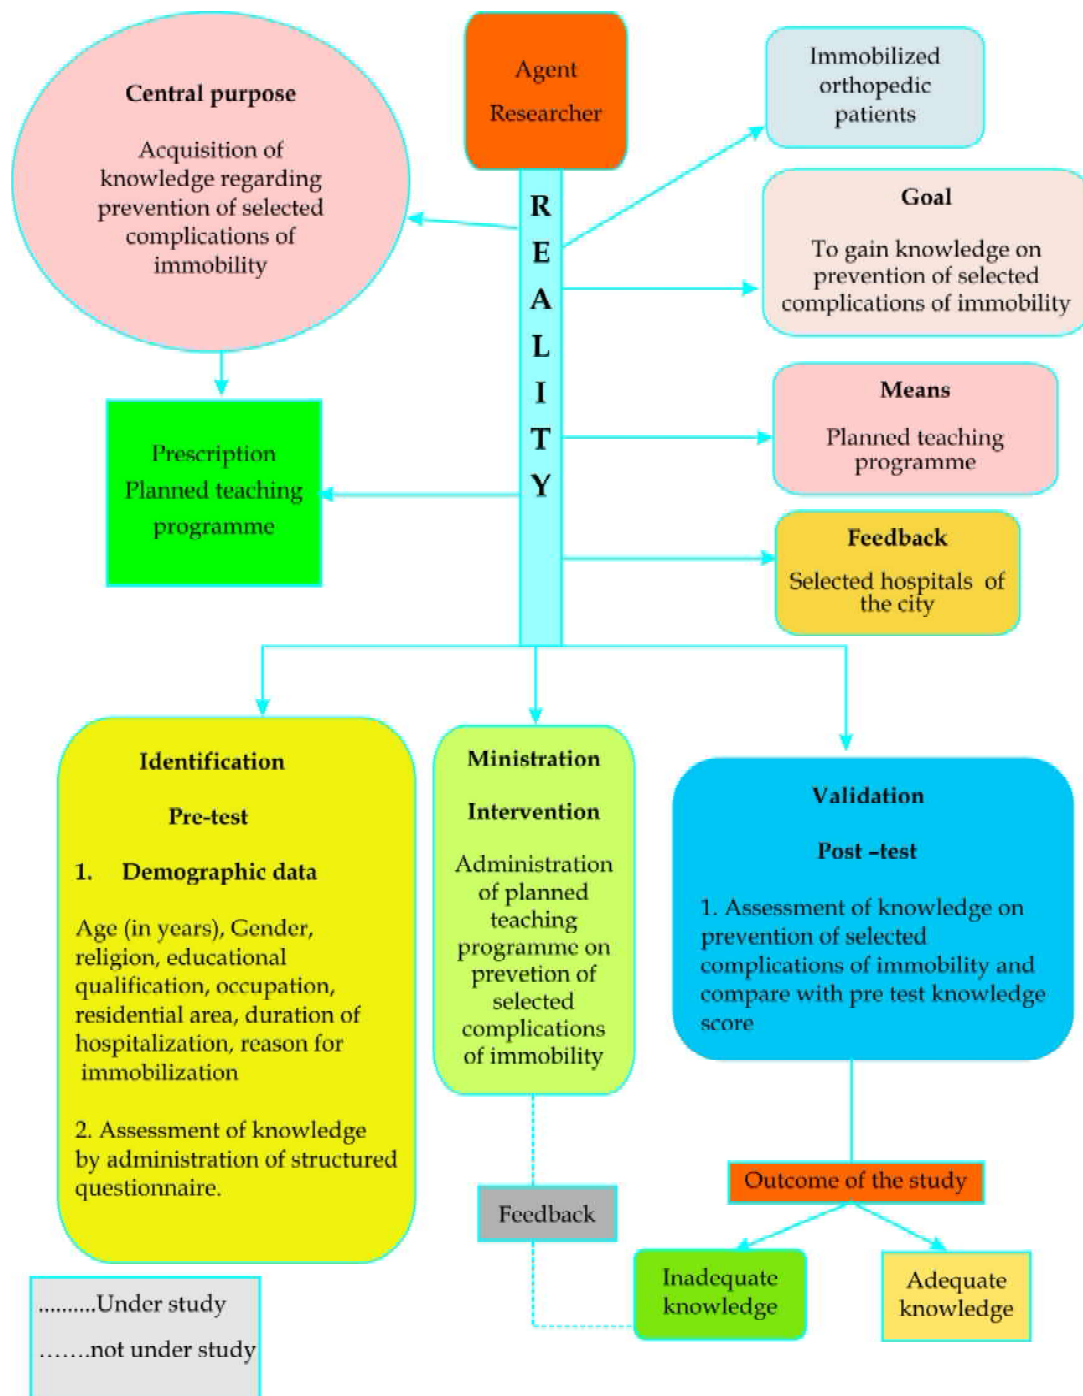 Agent
Researcher
Central purpose
Acquisition of
knowledge regarding
prevention of selected
complications of
immobility
Immobilized
orthopedic
patients
R
E
A
L
I
T
Y
Goal
To gain knowledge on
prevention of selected
complications of immobility
Means
Planned teaching
programme
Prescription
Planned teaching
programme
Feedback
Selected hospitals of
the city
Identification
Pre-test
1. Demographic data
Age (in years), Gender,
religion, educational
qualification, occupation,
residential area, duration of
hospitalization, reason for
immobilization
2. Assessment of knowledge
by administration of structured
questionnaire.
Ministration
Intervention
Administration
of planned
teaching
programme on
prevetion of
selected
complications
of immobility
Validation
Post –test
1. Assessment of knowledge on
prevention of selected
complications of immobility and
compare with pre test knowledge
score
Outcome of the study
Feedback
Inadequate
knowledge
Adequate
knowledge
..........Under study
…….not under study